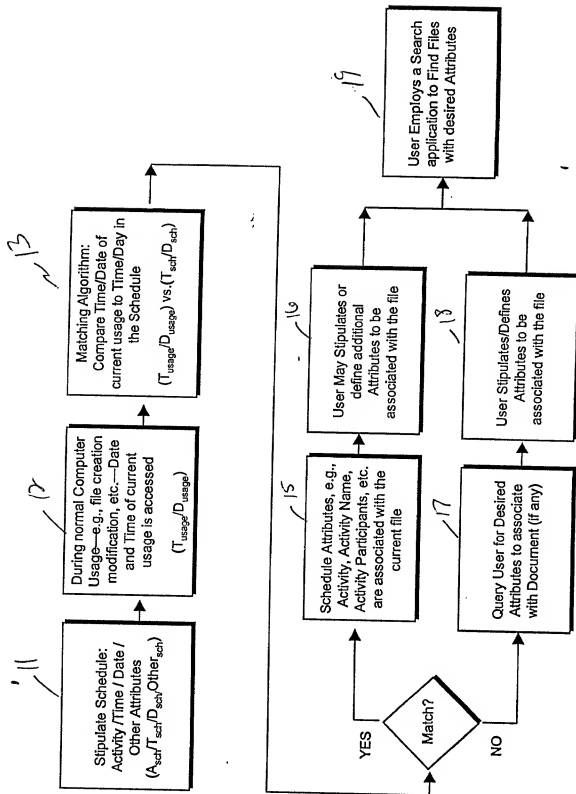 11
Stipulate Schedule:
Activity /Time / Date /
Other Attributes
(Asch/Tsch/Dsch/Othersch)
12
During normal Computer
Usage—e.g., file creation
modification, etc.—Date
and Time of current
usage is accessed
(Tusage/Dusage)
13
Matching Algorithm:
Compare Time/Date of
current usage to Time/Day in
the Schedule
(Tusage/Dusage) vs.(Tsch/Dsch)
Match?
YES
NO
15
Schedule Attributes, e.g.,
Activity, Activity Name,
Activity Participants, etc.
are associated with the
current file
16
User May Stipulates or
define additional
Attributes to be
associated with the file
17
Query User for Desired
Attributes to associate
with Document (if any)
18
User Stipulates/Defines
Attributes to be
associated with the file
19
User Employs a Search
application to Find Files
with desired Attributes